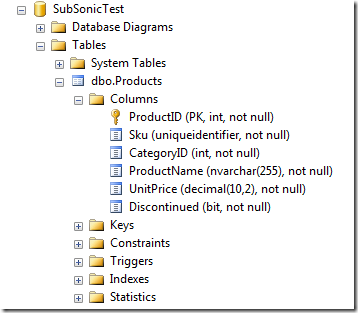 SubSonicTest
Database Diagrams
Tables
System Tables
dbo.Products
Columns
ProductID (PK, int, not null)
Sku (uniqueidentifier, not null)
CategoryID (int, not null)
ProductName (nvarchar(255), not null)
UnitPrice (decimal(10,2), not null)
Discontinued (bit, not null)
Keys
Constraints
Triggers
Indexes
Statistics